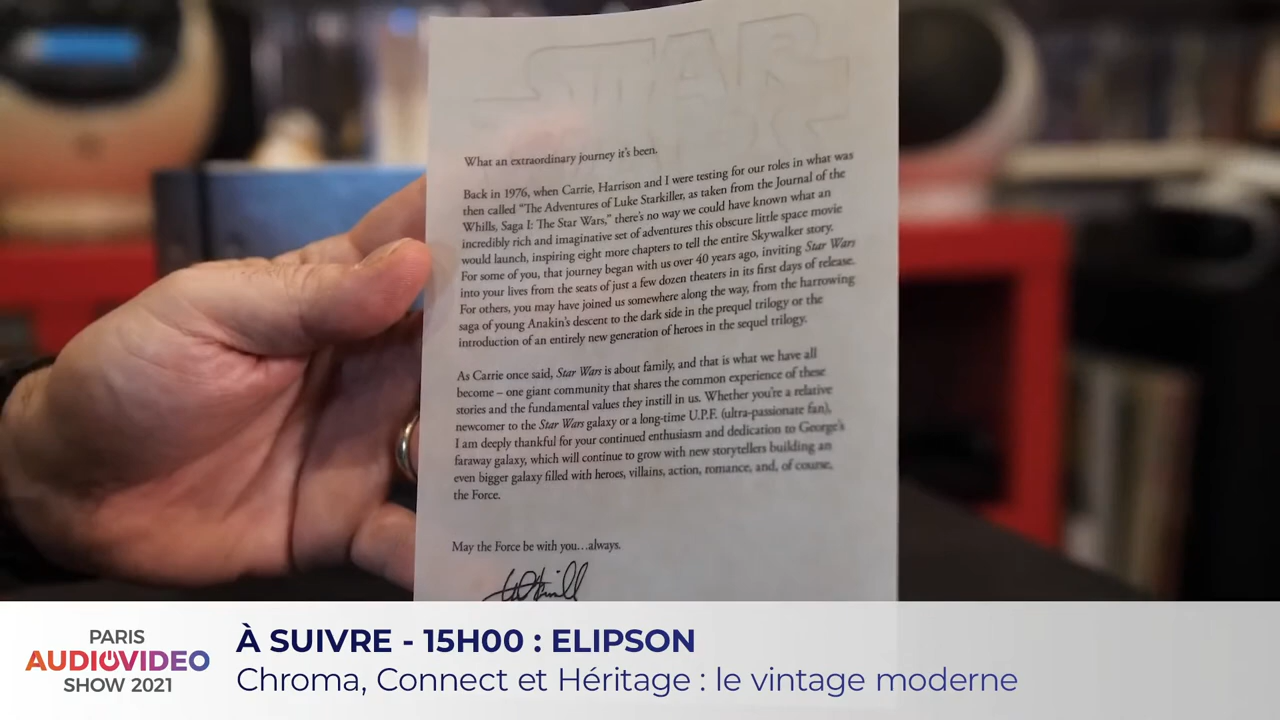 STAR
What an extraordinary journey it's been.
Back in 1976, when Carrie, Harrison and I were testing for our roles in what was
then called “The Adventures of Luke Starkiller, as taken from the Journal of the
Whills, Saga I: The Star Wars,” there's no way we could have known what an
incredibly rich and imaginative set of adventures this obscure little space movie
would launch, inspiring eight more chapters to tell the entire Skywalker story.
For some of you, that journey began with us over 40 years ago, inviting Star Wars
into your lives from the seats of just a few dozen theaters in its first days of release.
For others, you may have joined us somewhere along the way, from the harrowing
saga of young Anakin's descent to the dark side in the prequel trilogy or the
introduction of an entirely new generation of heroes in the sequel trilogy.
As Carrie once said, Star Wars is about family, and that is what we have all
become – one giant community that shares the common experience of these
stories and the fundamental values they instill in us. Whether you're a relative
newcomer to the Star Wars galaxy or a long-time U.P.F. (ultra-passionate fan),
I am deeply thankful for your continued enthusiasm and dedication to George's
faraway galaxy, which will continue to grow with new storytellers building an
even bigger galaxy filled with heroes, villains, action, romance, and, of course,
the Force.
May the Force be with you…always.
PARIS
AUDIOVIDEO
SHOW 2021
À SUIVRE - 15H00 : ELIPSON
Chroma, Connect et Héritage : le vintage moderne